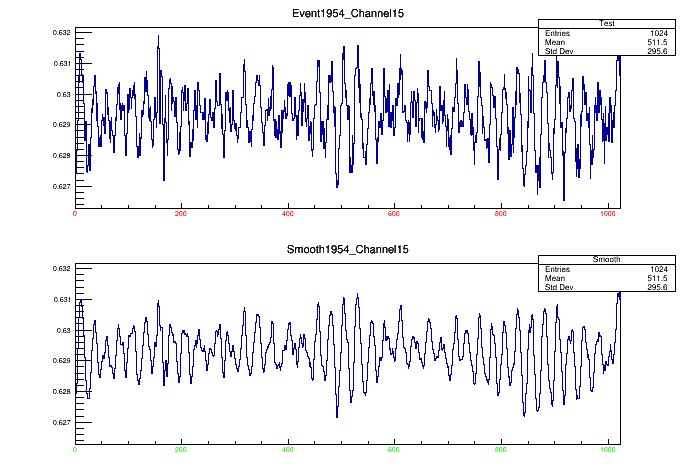 Event1954_Channel15
Test
Entries 1024
Mean 511.5
Std Dev 295.6
0.632
0.631
0.63
0.629
0.628
0.627
0 200 400 600 800 1000
Smooth1954_Channel15
Smooth
Entries 1024
Mean 511.5
Std Dev 295.6
0.632
0.631
0.63
0.629
0.628
0.627
0 200 400 600 800 1000